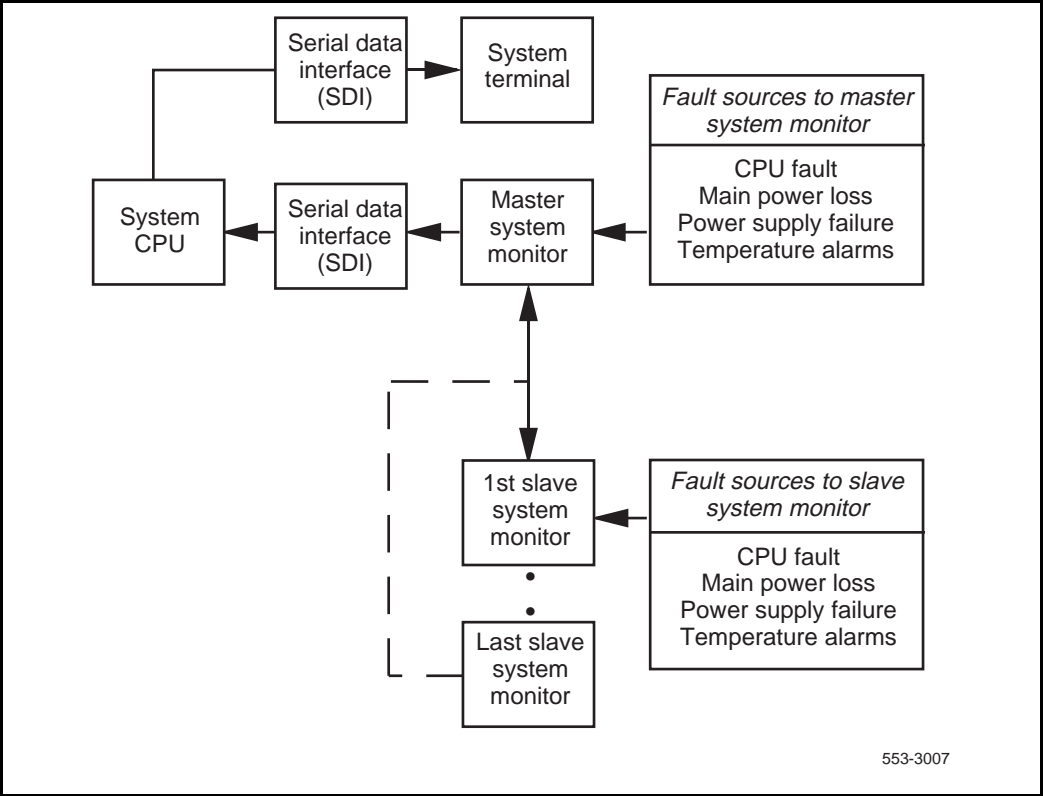 Serial data
interface
(SDI)
System
terminal
Fault sources to master
system monitor
CPU fault
Main power loss
Power supply failure
Temperature alarms
System
CPU
Serial data
interface
(SDI)
Master
system
monitor
1st slave
system
monitor
Fault sources to slave
system monitor
CPU fault
Main power loss
Power supply failure
Temperature alarms
Last slave
system
monitor
553-3007